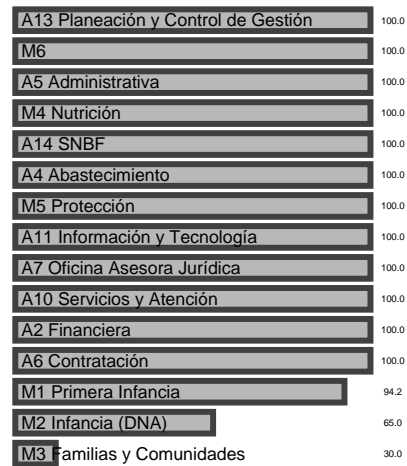 A13 Planeación y Control de Gestión 100.0
M6 100.0
A5 Administrativa 100.0
M4 Nutrición 100.0
A14 SNBF 100.0
A4 Abastecimiento 100.0
M5 Protección 100.0
A11 Información y Tecnología 100.0
A7 Oficina Asesora Jurídica 100.0
A10 Servicios y Atención 100.0
A2 Financiera 100.0
A6 Contratación 100.0
M1 Primera Infancia 94.2
M2 Infancia (DNA) 65.0
M3 Familias y Comunidades 30.0